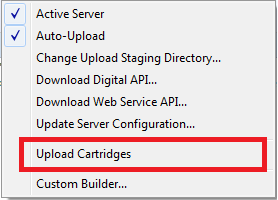 Active Server
Auto-Upload
Change Upload Staging Directory...
Download Digital API...
Download Web Service API...
Update Server Configuration...
Upload Cartridges
Custom Builder...